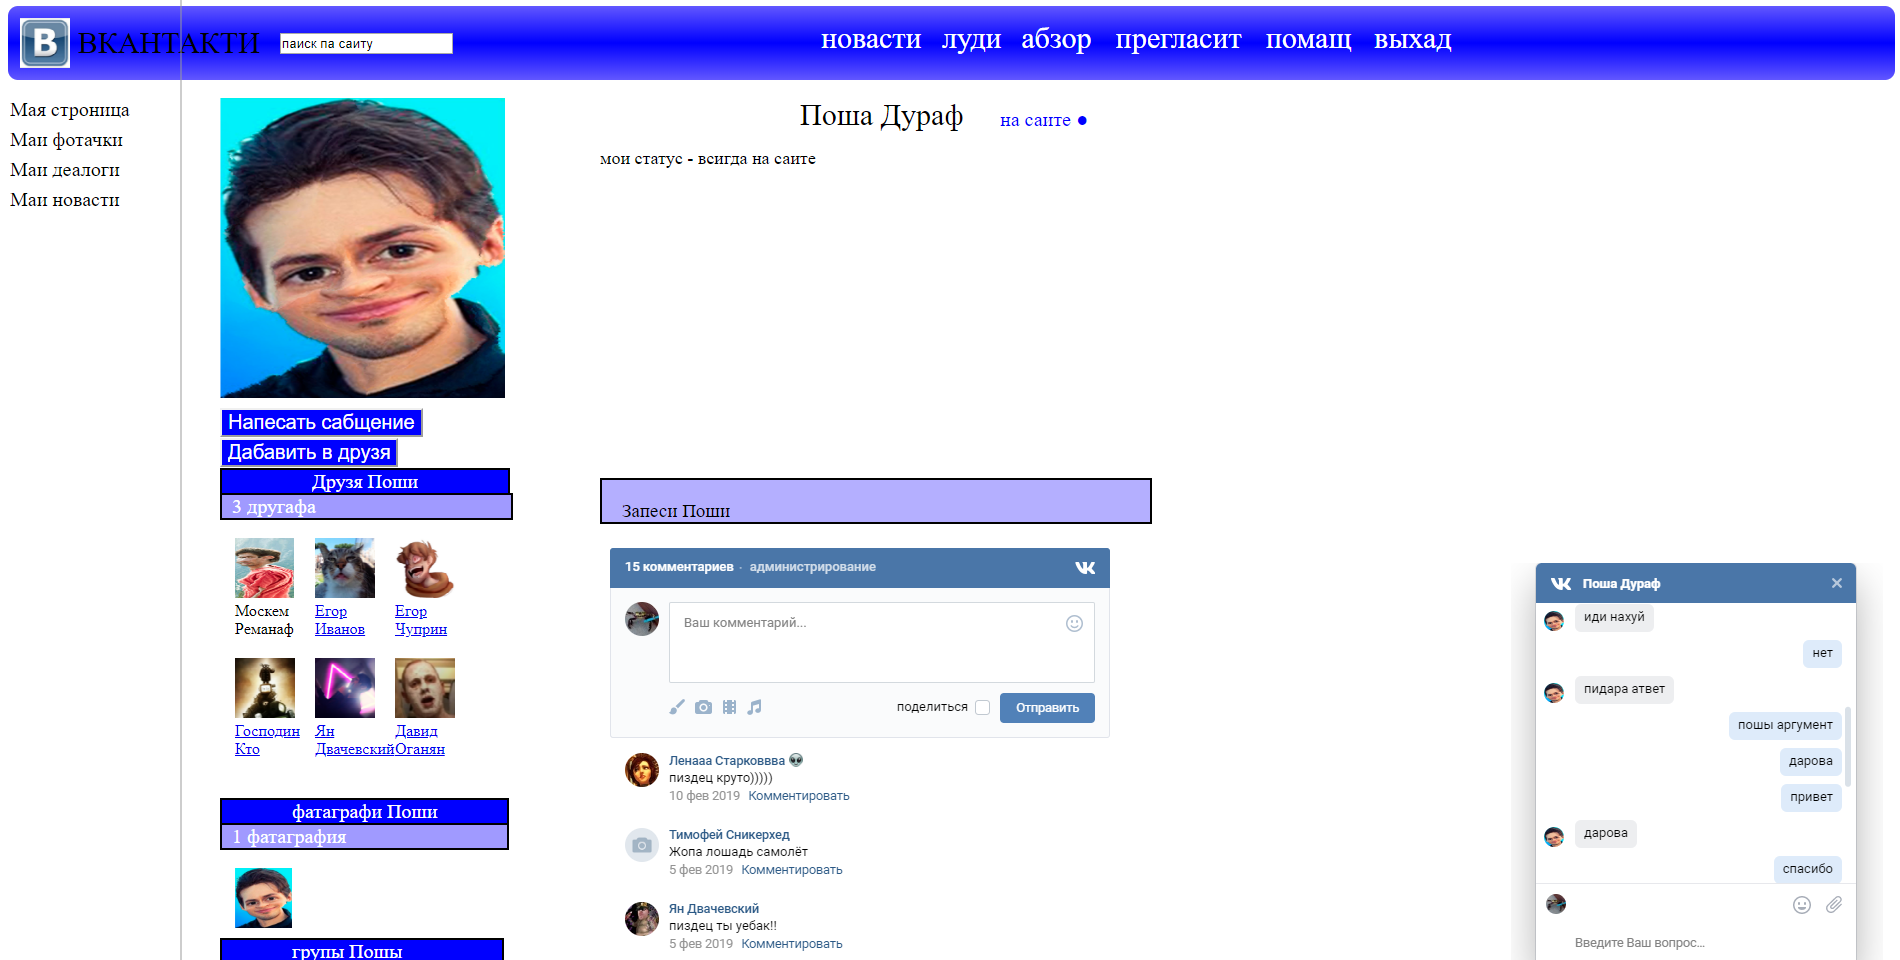 В ВКАНТАКТИ
паиск па саиту
новасти луди абзор прегласит помащ выхад
Мая строница
Маи фотачки
Маи деалоги
Маи новасти
Поша Дураф
на саите ●
мои статус - всигда на саите
Напесать сабщение
Дабавить в друзя
Друзя Поши
3 другафа
Москем Реманаф
Егор Иванов
Егор Чуприн
Господин Кто
Ян Двачевский
Давид Оганян
фатаграфи Поши
1 фатаграфия
групы Пошы
Запеси Поши
15 комментариев · администрирование
Ваш комментарий...
поделиться
Отправить
Ленааа Старковвва 👽
пиздец круто)))))
10 фев 2019 Комментировать
Тимофей Сникерхед
Жопа лошадь самолёт
5 фев 2019 Комментировать
Ян Двачевский
пиздец ты уебак!!
5 фев 2019 Комментировать
Поша Дураф
иди нахуй
нет
пидара атвет
пошы аргумент
дарова
привет
дарова
спасибо
Введите Ваш вопрос...